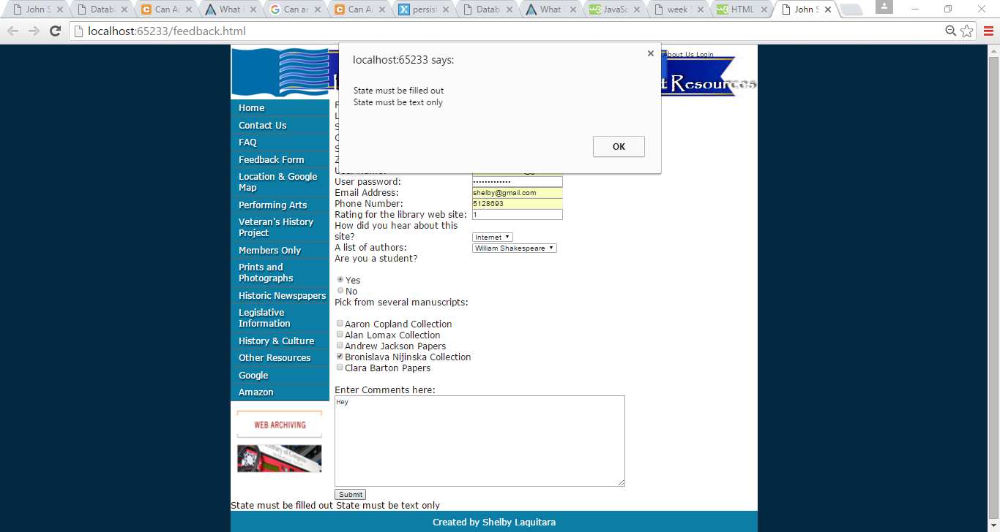 John S
Databa
Can Ar
What i
Can ar
Can Ar
persist
Datab
What I
JavaSc
week
HTML
John S
localhost:65233/feedback.html
About Us Login
localhost:65233 says:
State must be filled out
State must be text only
OK
t Resources
Home
Contact Us
FAQ
Feedback Form
Location & Google
Map
Performing Arts
Veteran's History
Project
Members Only
Prints and
Photographs
Historic Newspapers
Legislative
Information
History & Culture
Other Resources
Google
Amazon
WEB ARCHIVING
User password: •••••••••••••
Email Address: shelby@gmail.com
Phone Number: 5128693
Rating for the library web site: 1
How did you hear about this
site? Internet
A list of authors: William Shakespeare
Are you a student?
Yes
No
Pick from several manuscripts:
Aaron Copland Collection
Alan Lomax Collection
Andrew Jackson Papers
Bronislava Nijinska Collection
Clara Barton Papers
Enter Comments here:
Hey
Submit
State must be filled out State must be text only
Created by Shelby Laquitara